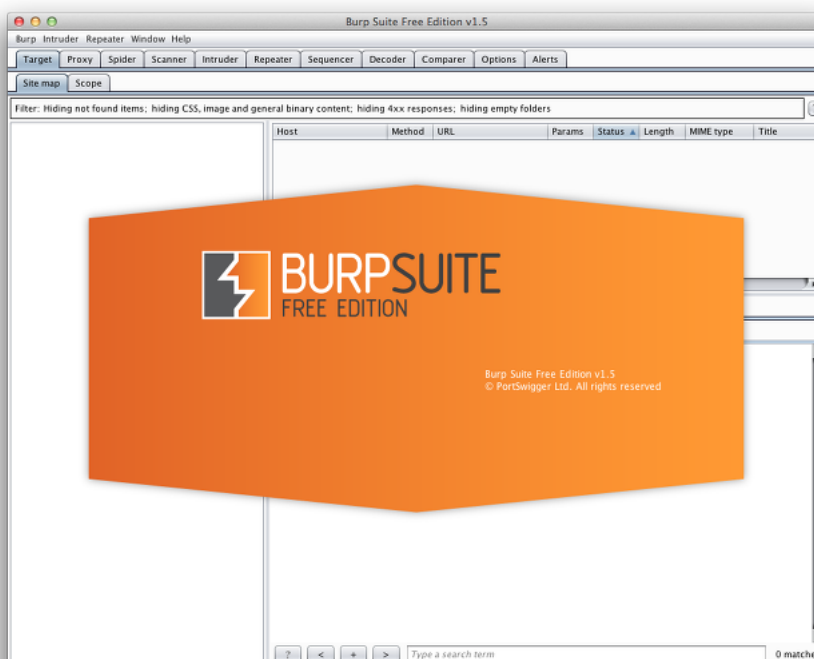 Burp Suite Free Edition v1.5
Burp Intruder Repeater Window Help
Target Proxy Spider Scanner Intruder Repeater Sequencer Decoder Comparer Options Alerts
Site map Scope
Filter: Hiding not found items; hiding CSS, image and general binary content; hiding 4xx responses; hiding empty folders
Host Method URL Params Status ▲ Length MIME type Title
BURPSUITE
FREE EDITION
Burp Suite Free Edition v1.5
© PortSwigger Ltd. All rights reserved
? < + > Type a search term 0 matche